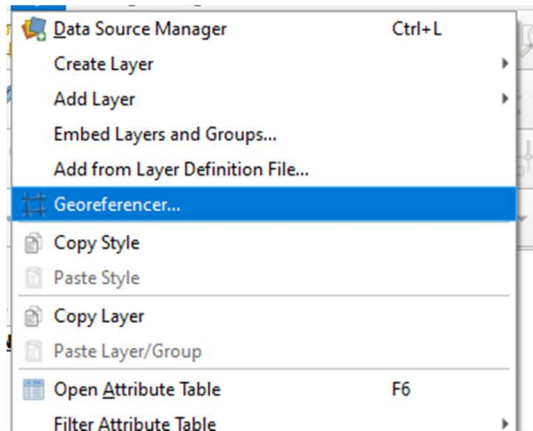 Data Source Manager Ctrl+L
Create Layer
Add Layer
Embed Layers and Groups...
Add from Layer Definition File...
Georeferencer...
Copy Style
Paste Style
Copy Layer
Paste Layer/Group
Open Attribute Table F6
Filter Attribute Table